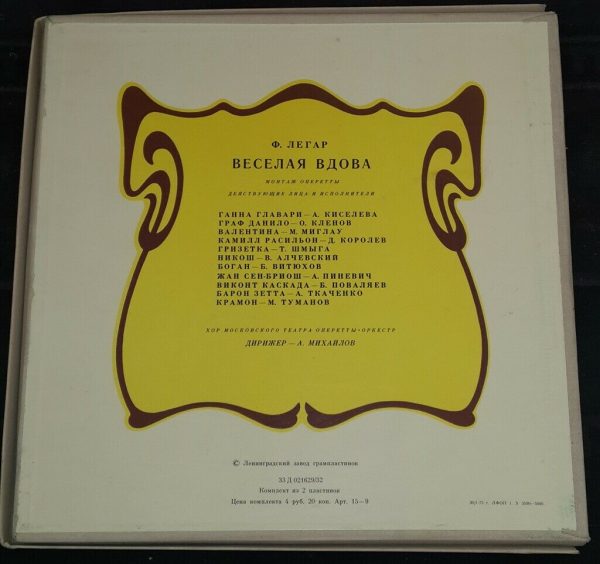 Ф. ЛЕГАР
ВЕСЕЛАЯ ВДОВА
МОНТАЖ ОПЕРЕТТЫ
ДЕЙСТВУЮЩИЕ ЛИЦА И ИСПОЛНИТЕЛИ
ГАННА ГЛАВАРИ — А. КИСЕЛЕВА
ГРАФ ДАНИЛО — О. КЛЕНОВ
ВАЛЕНТИНА — М. МИГЛАУ
КАМИЛЛ РАСИЛЬОН — Д. КОРОЛЕВ
ГРИЗЕТКА — Т. ШМЫГА
НИКОШ — В. АЛЧЕВСКИЙ
БОГАН — Б. ВИТЮХОВ
ЖАН СЕН-БРИОШ — А. ПИНЕВИЧ
ВИКОНТ КАСКАДА — Б. ПОВАЛЯЕВ
БАРОН ЗЕТТА — А. ТКАЧЕНКО
КРАМОН — М. ТУМАНОВ
ХОР МОСКОВСКОГО ТЕАТРА ОПЕРЕТТЫ • ОРКЕСТР
ДИРИЖЕР — А. МИХАЙЛОВ
© Ленинградский завод грампластинок
33 Д 021629/32
Комплект из 2 пластинок
Цена комплекта 4 руб. 20 коп. Арт. 15—9